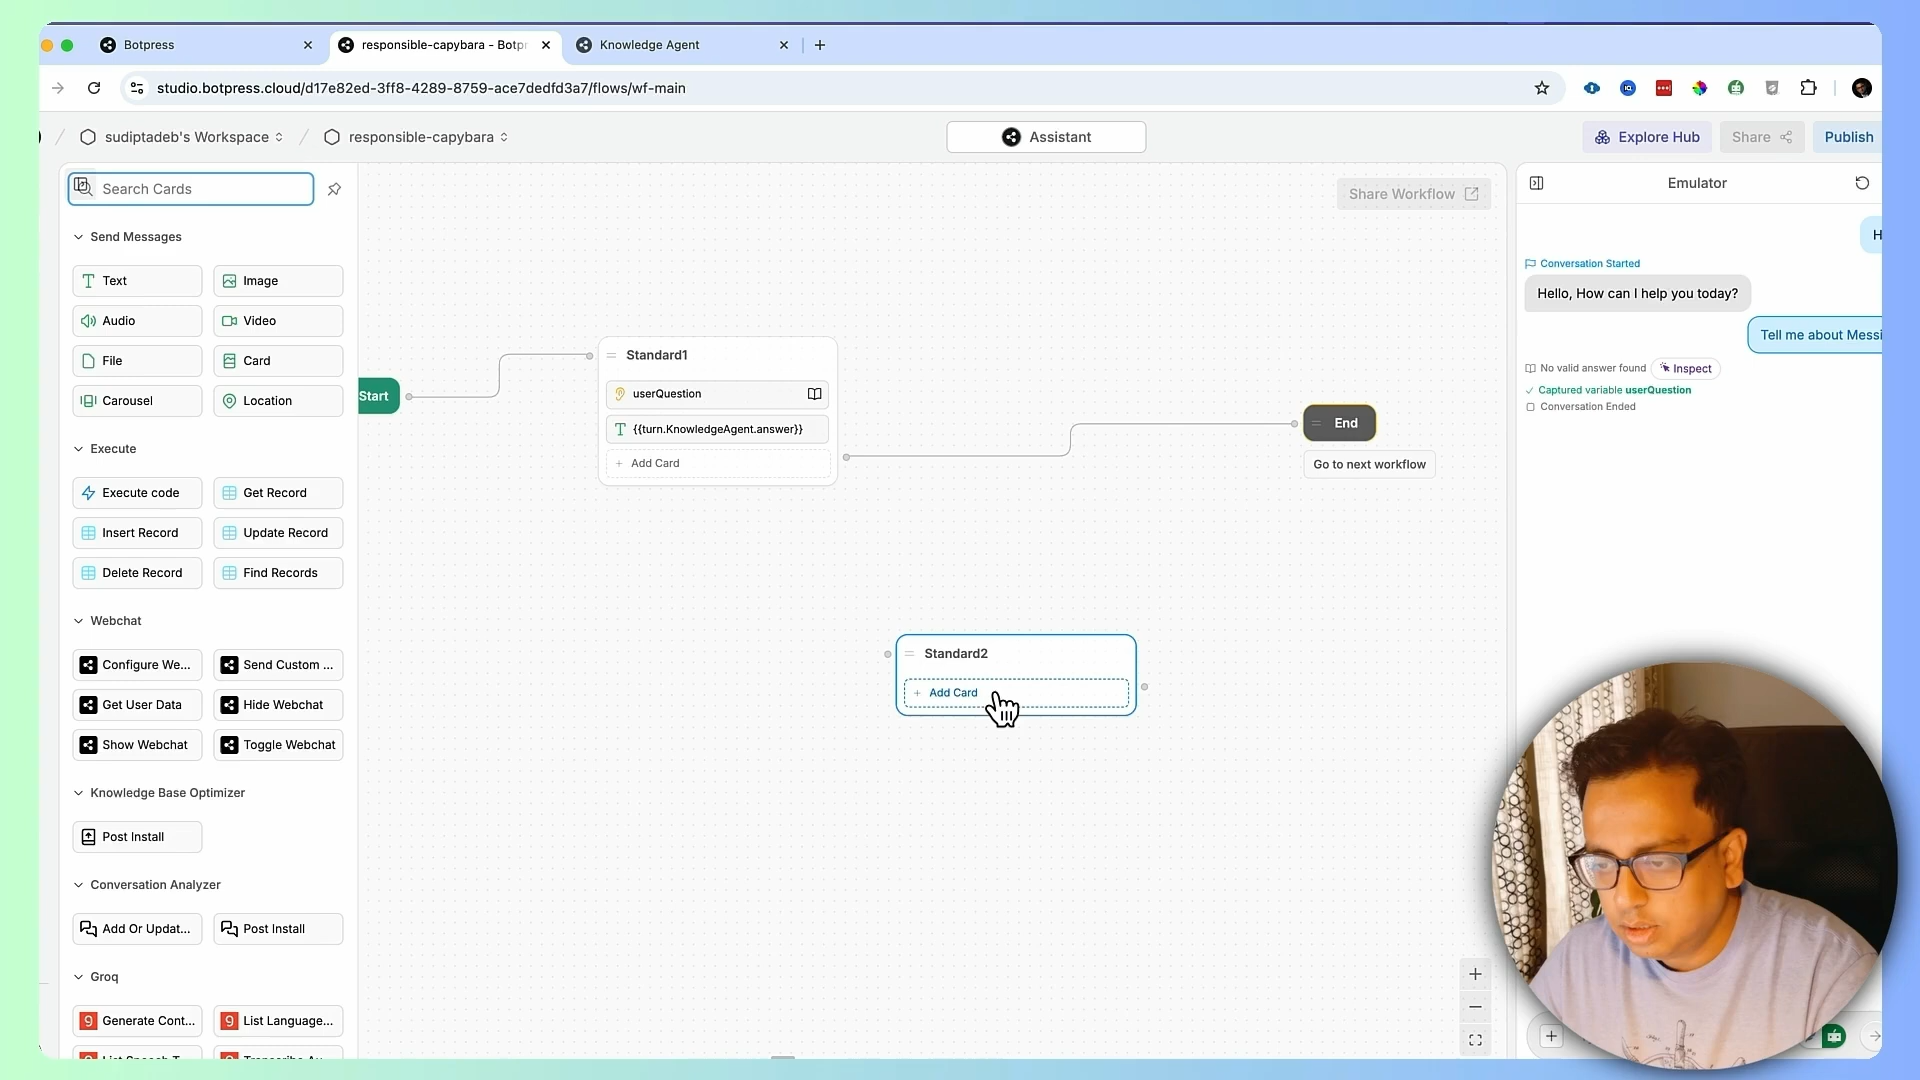 Botpress
responsible-capybara - Botpr
Knowledge Agent
studio.botpress.cloud/d17e82ed-3ff8-4289-8759-ace7dedfd3a7/flows/wf-main
sudiptadeb's Workspace
responsible-capybara
Assistant
Explore Hub
Share
Publish
Search Cards
Send Messages
Text
Image
Audio
Video
File
Card
Carousel
Location
Execute
Execute code
Get Record
Insert Record
Update Record
Delete Record
Find Records
Webchat
Configure We...
Send Custom ...
Get User Data
Hide Webchat
Show Webchat
Toggle Webchat
Knowledge Base Optimizer
Post Install
Conversation Analyzer
Add Or Updat...
Post Install
Groq
Generate Cont...
List Language...
Share Workflow
Start
Standard1
userQuestion
{{turn.KnowledgeAgent.answer}}
Add Card
End
Go to next workflow
Standard2
Add Card
Emulator
H
Conversation Started
Hello, How can I help you today?
Tell me about Messi
No valid answer found
Inspect
Captured variable userQuestion
Conversation Ended